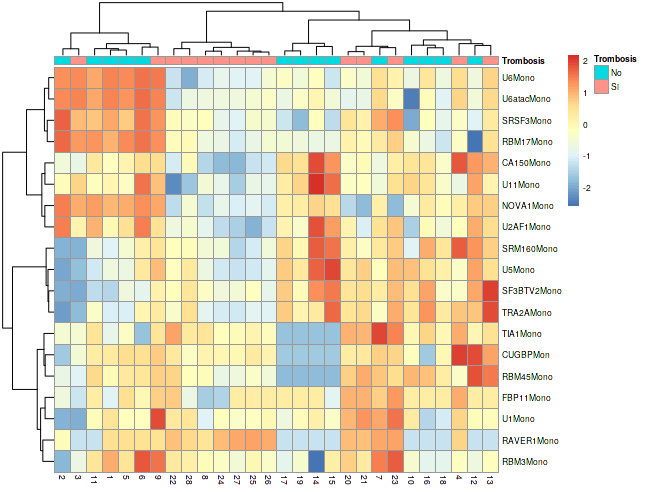 Trombosis
Trombosis
No
SI
2
1
0
-1
-2
U6Mono
U6atacMono
SRSF3Mono
RBM17Mono
CA150Mono
U11Mono
NOVA1Mono
U2AF1Mono
SRM160Mono
U5Mono
SF3BTV2Mono
TRA2AMono
TIA1Mono
CUGBPMon
RBM45Mono
FBP11Mono
U1Mono
RAVER1Mono
RBM3Mono
2 3 11 1 5 6 9 22 28 8 24 27 25 26 17 19 14 15 20 21 7 23 10 16 18 4 12 13